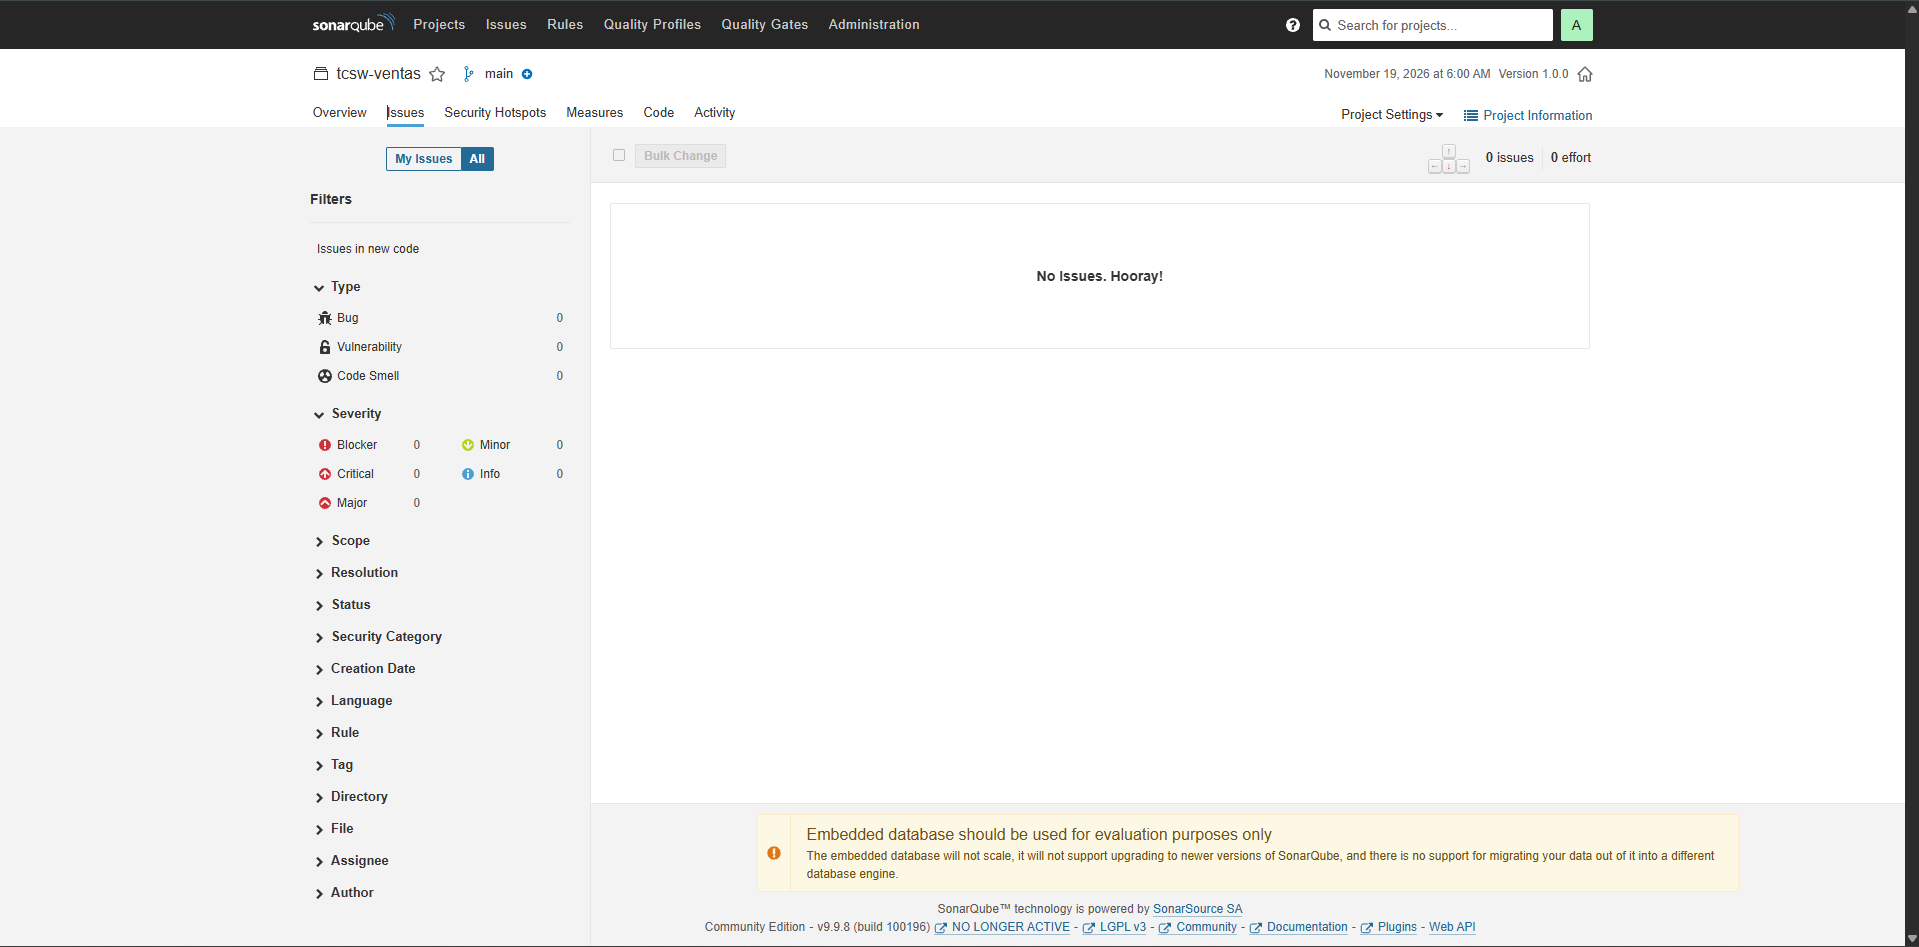 sonarqube Projects Issues Rules Quality Profiles Quality Gates Administration Search for projects... A
tcsw-ventas main November 19, 2026 at 6:00 AM Version 1.0.0
Overview Issues Security Hotspots Measures Code Activity Project Settings Project Information
My Issues All
Bulk Change 0 issues 0 effort
Filters
Issues in new code
Type
Bug 0
Vulnerability 0
Code Smell 0
Severity
Blocker 0 Minor 0
Critical 0 Info 0
Major 0
Scope
Resolution
Status
Security Category
Creation Date
Language
Rule
Tag
Directory
File
Assignee
Author
No Issues. Hooray!
Embedded database should be used for evaluation purposes only
The embedded database will not scale, it will not support upgrading to newer versions of SonarQube, and there is no support for migrating your data out of it into a different
database engine.
SonarQube™ technology is powered by SonarSource SA
Community Edition - v9.9.8 (build 100196) NO LONGER ACTIVE - LGPL v3 - Community - Documentation - Plugins - Web API